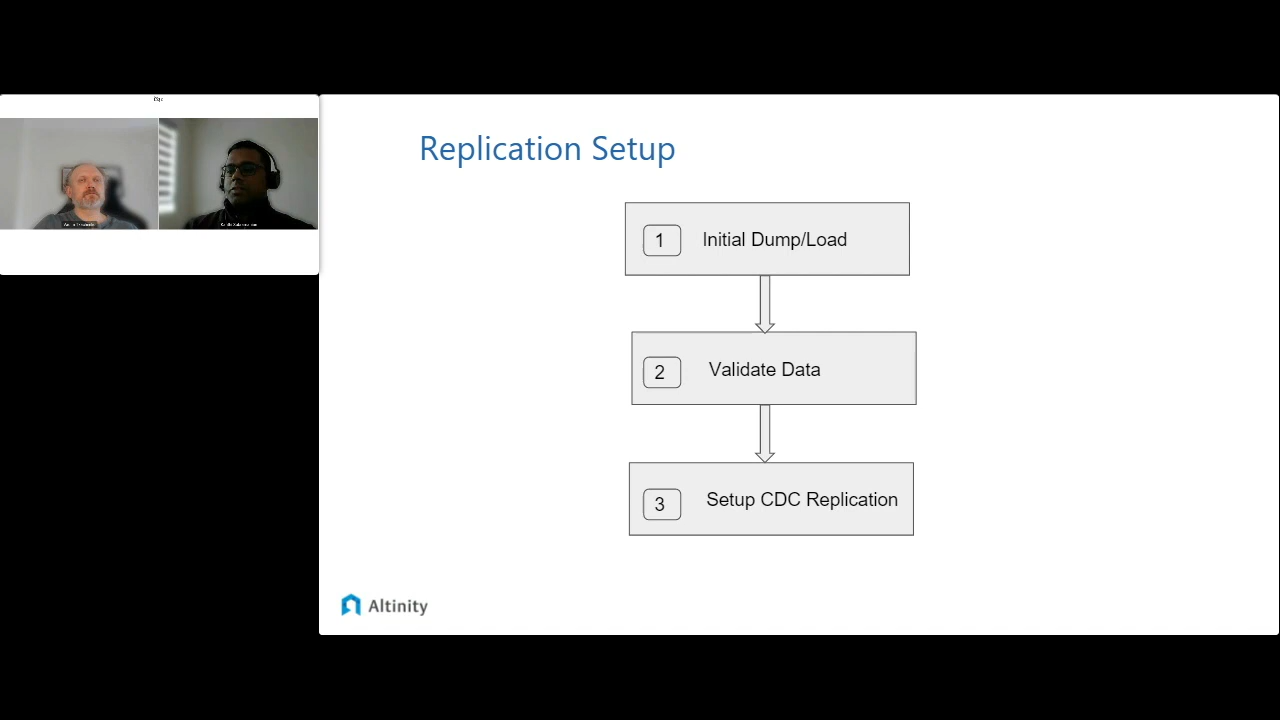 Replication Setup
1 Initial Dump/Load
2 Validate Data
3 Setup CDC Replication
Altinity